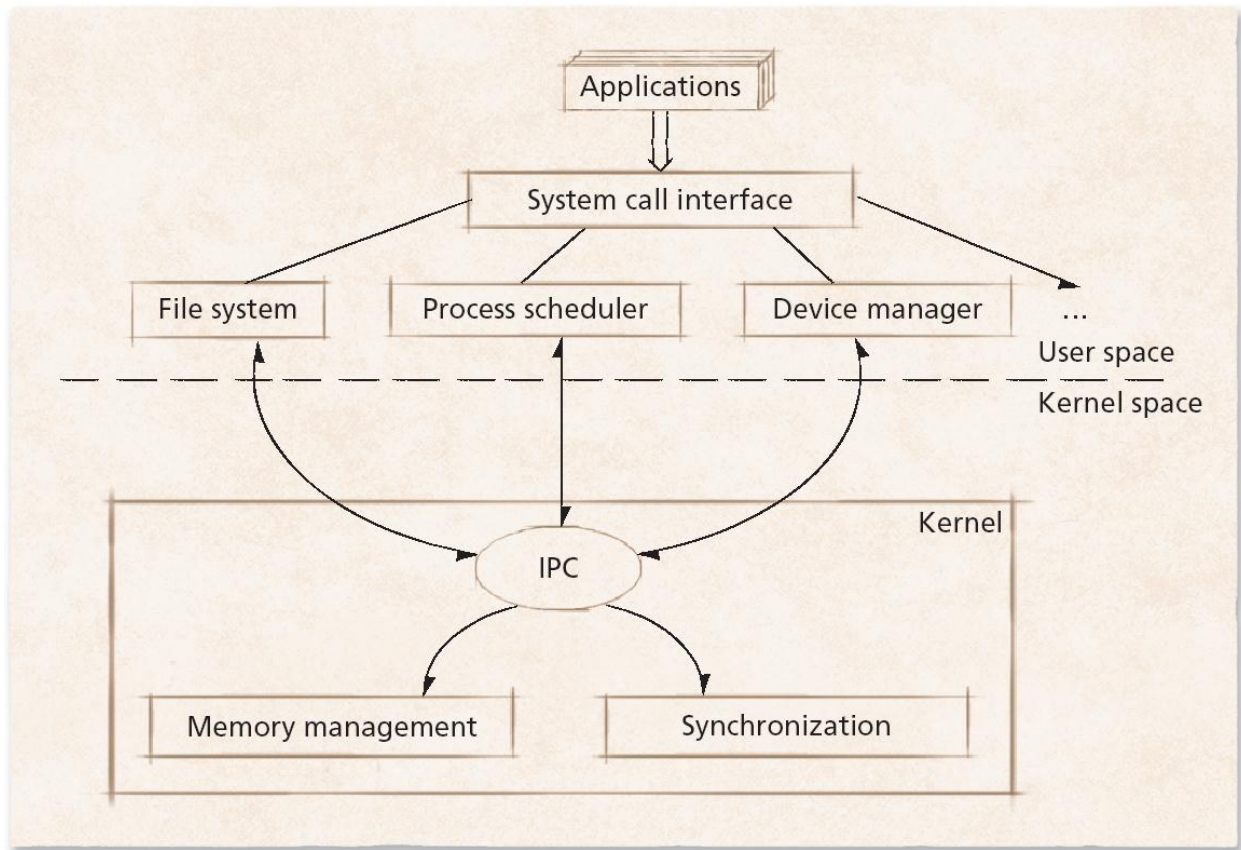 Applications
System call interface
File system
Process scheduler
Device manager
...
User space
Kernel space
Kernel
IPC
Memory management
Synchronization